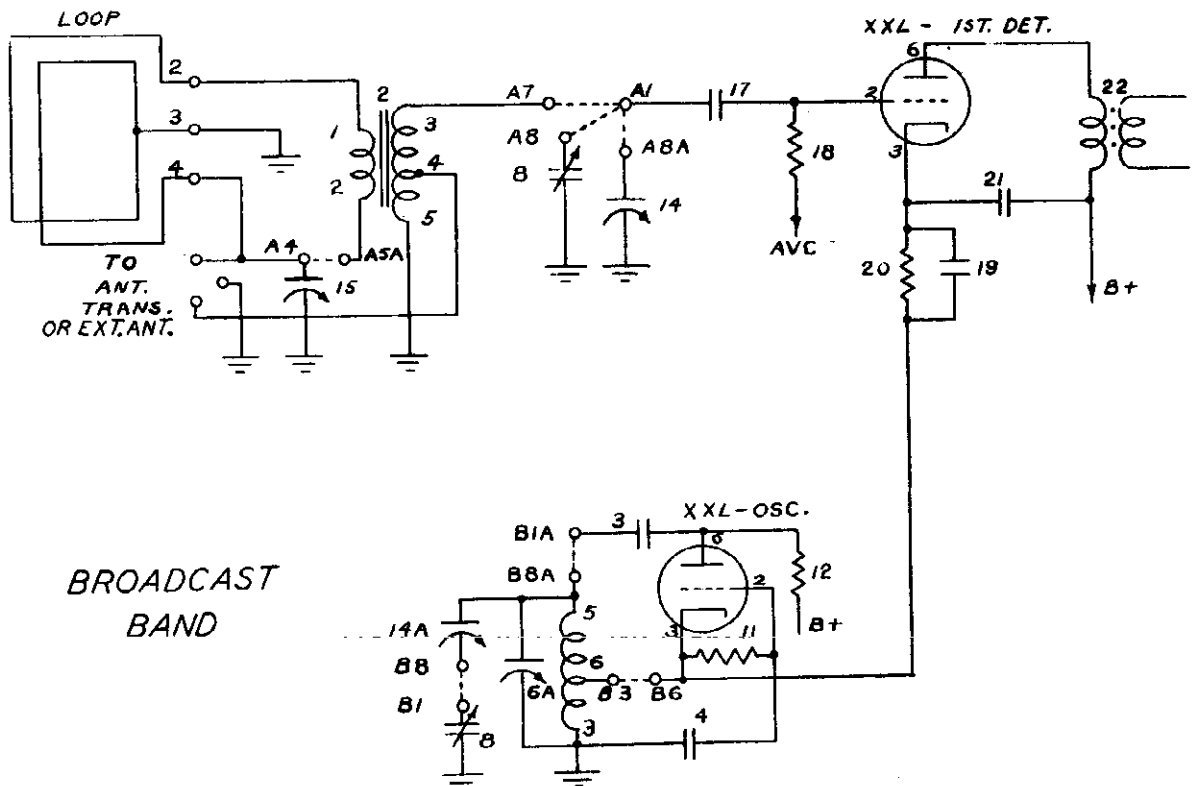 LOOP
XXL - 1ST. DET.
6
2
2
A7
A1
17
2
22
3
1
3
A8
A8A
18
3
4
4
8
21
2
5
14
AVC
A4
A5A
20
19
TO
ANT.
TRANS.
OR EXT. ANT.
15
B+
XXL-OSC.
B1A
3
6
B8A
2
12
BROADCAST
BAND
5
14A
3
11
B+
B8
6
6A
B3
B6
B1
4
8
3